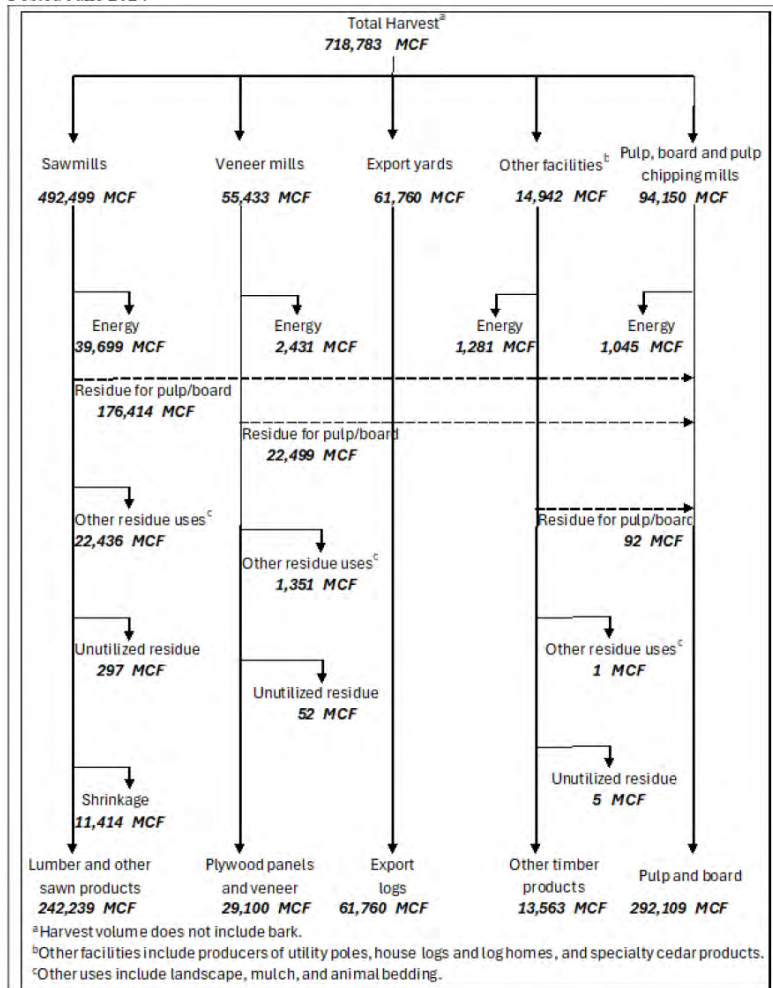 Total Harvest^a
718,783 MCF
Sawmills
492,499 MCF
Veneer mills
55,433 MCF
Export yards
61,760 MCF
Other facilities^b
14,942 MCF
Pulp, board and pulp
chipping mills
94,150 MCF
Energy
39,699 MCF
Energy
2,431 MCF
Energy
1,281 MCF
Energy
1,045 MCF
Residue for pulp/board
176,414 MCF
Residue for pulp/board
22,499 MCF
Other residue uses^c
22,436 MCF
Residue for pulp/board
92 MCF
Other residue uses^c
1,351 MCF
Unutilized residue
297 MCF
Other residue uses^c
1 MCF
Unutilized residue
52 MCF
Unutilized residue
5 MCF
Shrinkage
11,414 MCF
Lumber and other
sawn products
242,239 MCF
Plywood panels
and veneer
29,100 MCF
Export
logs
61,760 MCF
Other timber
products
13,563 MCF
Pulp and board
292,109 MCF
^aHarvest volume does not include bark.
^bOther facilities include producers of utility poles, house logs and log homes, and specialty cedar products.
^cOther uses include landscape, mulch, and animal bedding.